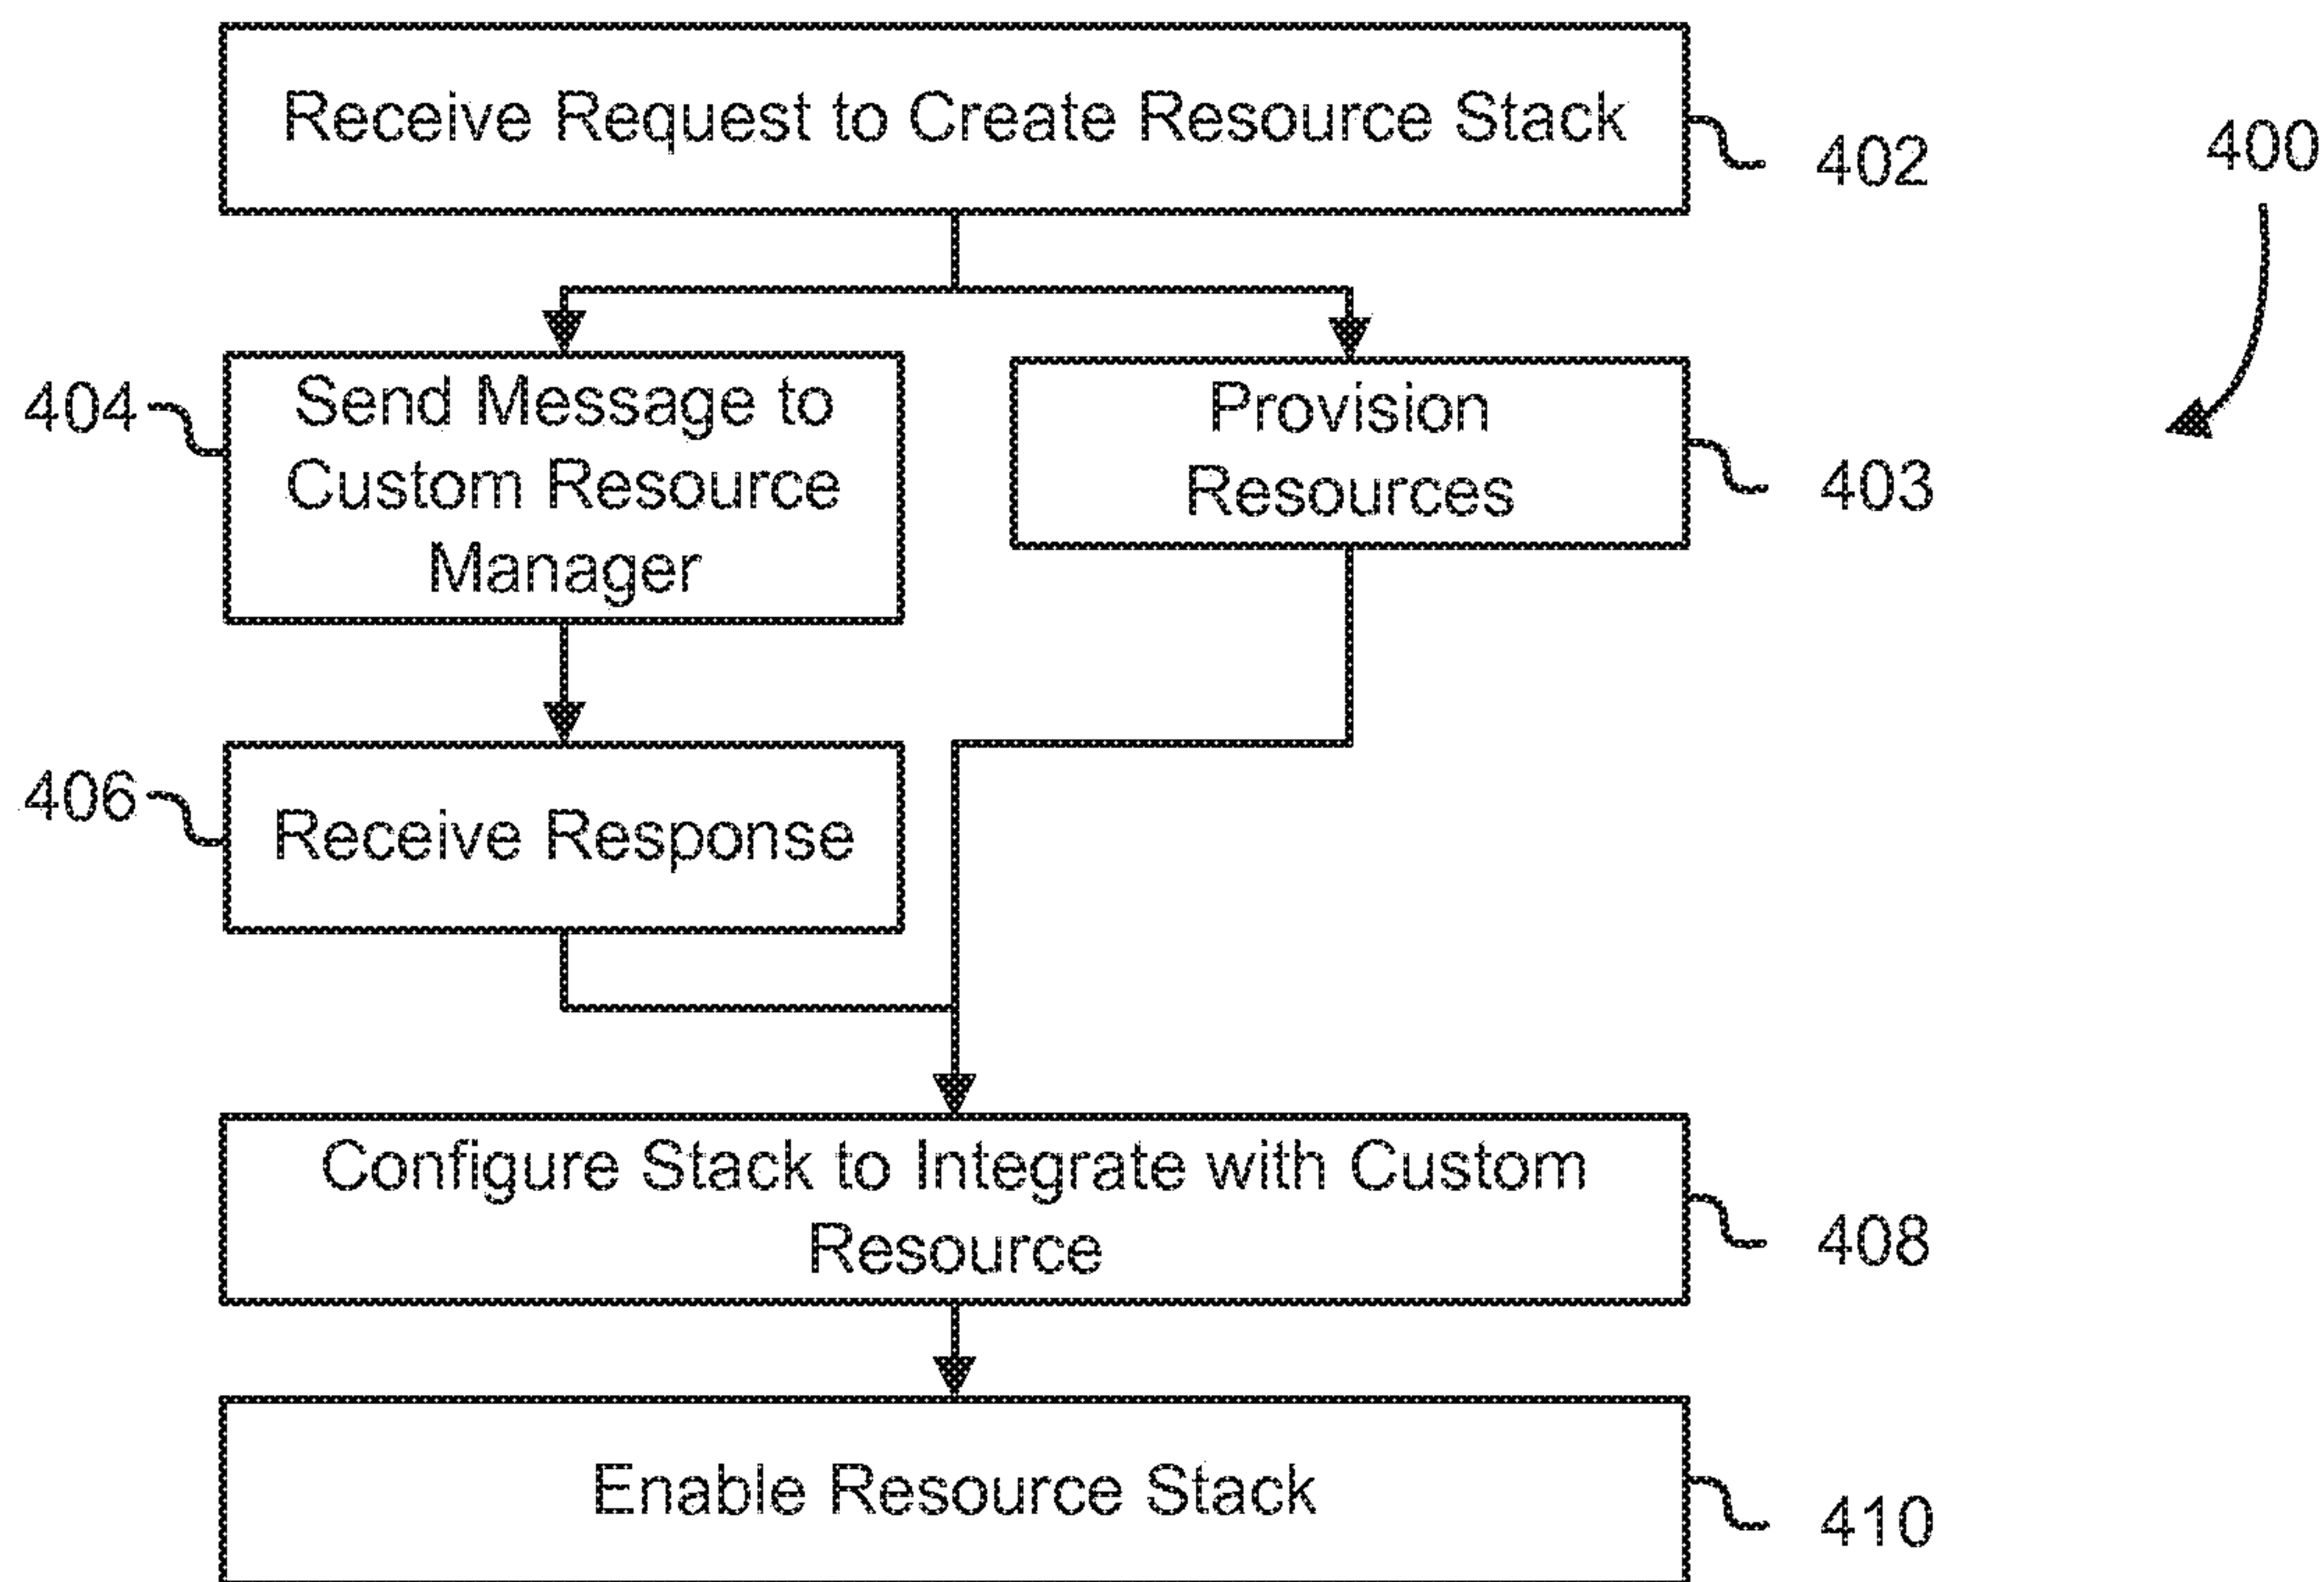 Receive Request to Create Resource Stack
402
400
404
Send Message to
Custom Resource
Manager
Provision
Resources
403
406
Receive Response
Configure Stack to Integrate with Custom
Resource
408
Enable Resource Stack
410